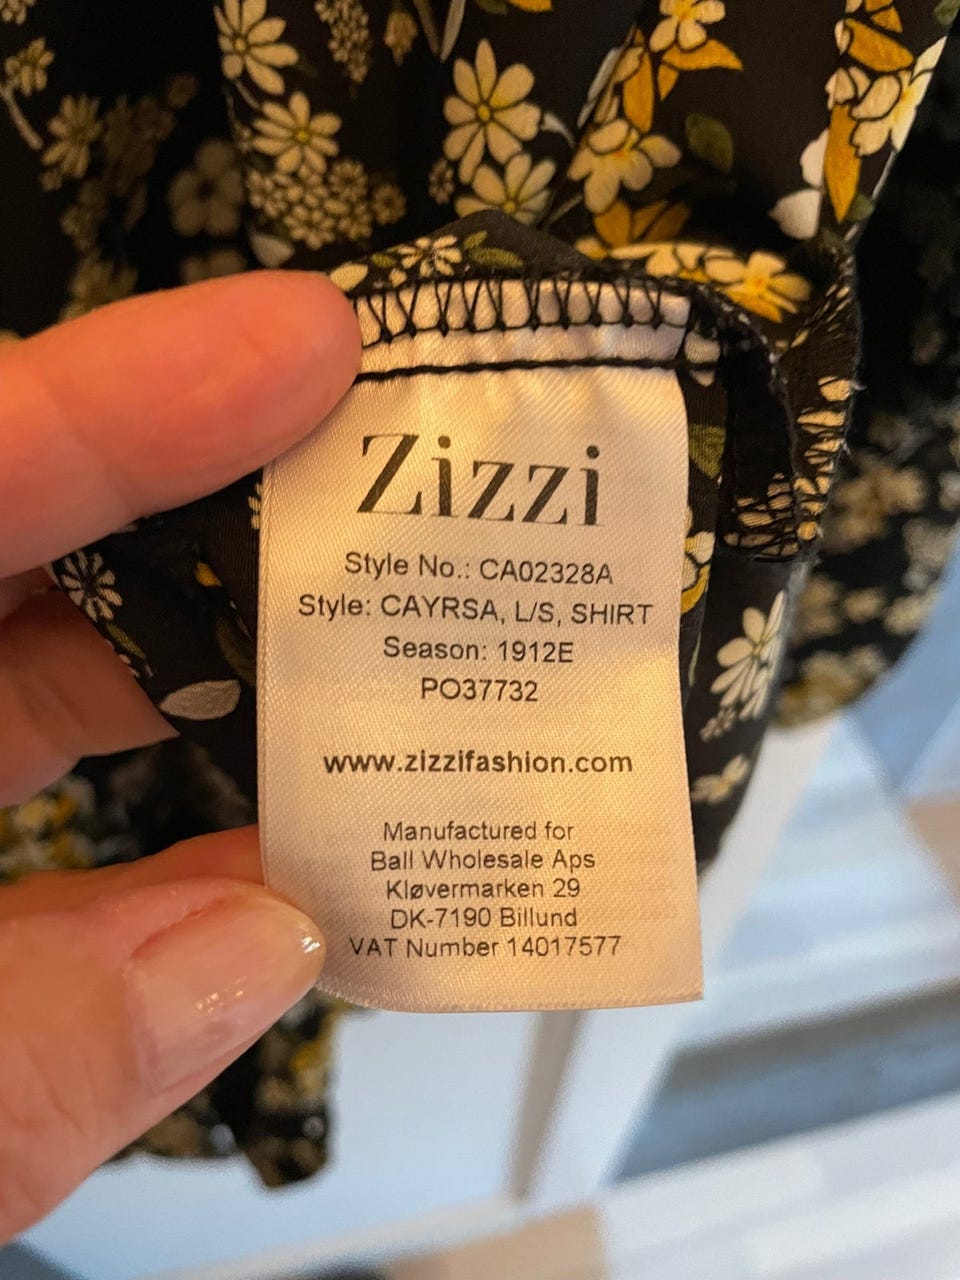 Zizzi
Style No.: CA02328A
Style: CAYRSA, L/S, SHIRT
Season: 1912E
PO37732
www.zizzifashion.com
Manufactured for
Ball Wholesale Aps
Kløvermarken 29
DK-7190 Billund
VAT Number 14017577